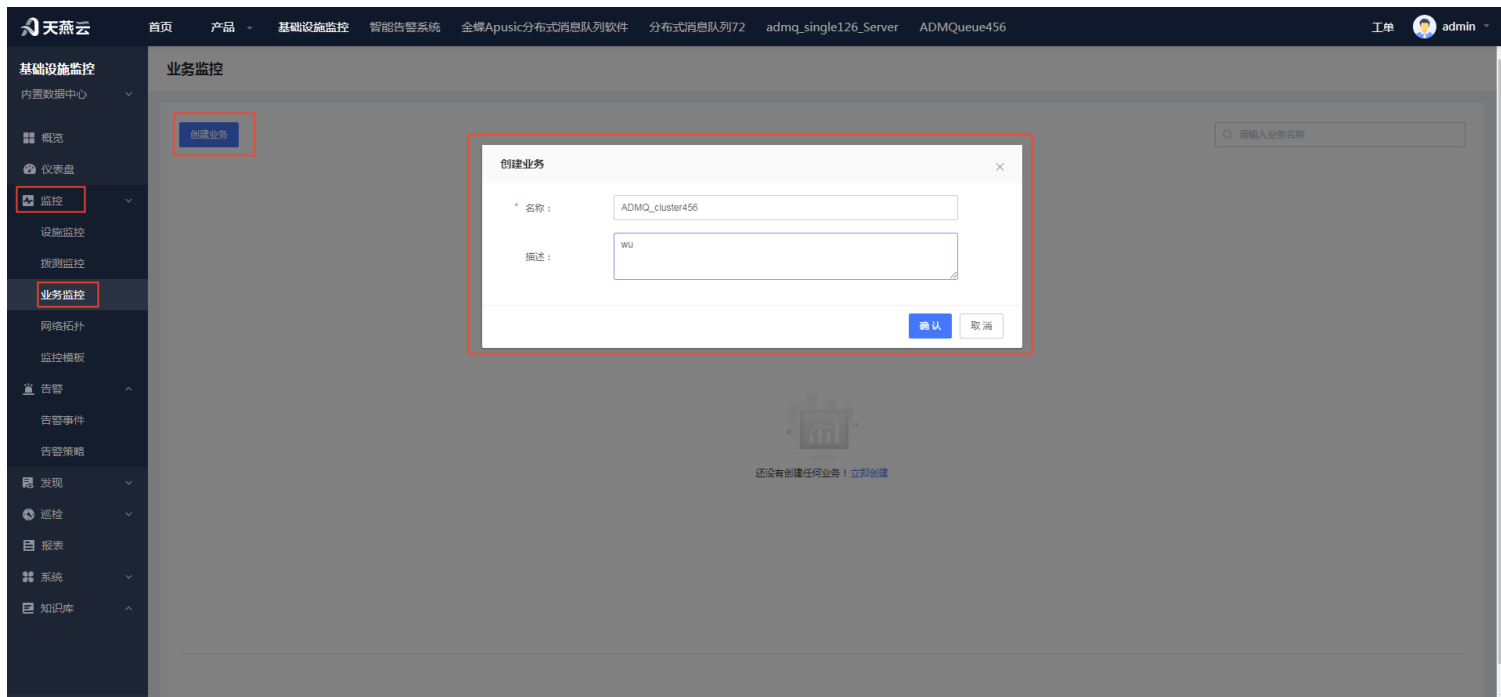 天燕云
首页 产品 基础设施监控 智能告警系统 金蝶Apusic分布式消息队列软件 分布式消息队列72 admq_single126_Server ADMQueue456 工单 admin
基础设施监控
内置数据中心
业务监控
概览
仪表盘
监控
设施监控
拨测监控
业务监控
网络拓扑
监控模板
告警
告警事件
告警策略
发现
巡检
报表
系统
知识库
创建业务
请输入业务名称
创建业务
* 名称：
ADMQ_cluster456
描述：
wu
确认 取消
还没有创建任何业务！立即创建